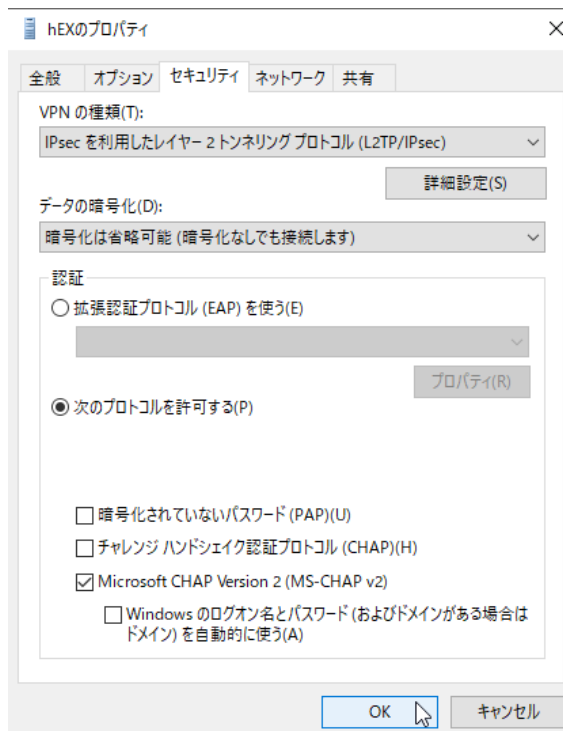 hEXのプロパティ
全般 オプション セキュリティ ネットワーク 共有
VPN の種類(T):
IPsec を利用したレイヤー 2 トンネリング プロトコル (L2TP/IPsec)
詳細設定(S)
データの暗号化(D):
暗号化は省略可能 (暗号化なしでも接続します)
認証
拡張認証プロトコル (EAP) を使う(E)
プロパティ(R)
次のプロトコルを許可する(P)
暗号化されていないパスワード (PAP)(U)
チャレンジ ハンドシェイク認証プロトコル (CHAP)(H)
Microsoft CHAP Version 2 (MS-CHAP v2)
Windows のログオン名とパスワード (およびドメインがある場合は
ドメイン) を自動的に使う(A)
OK キャンセル